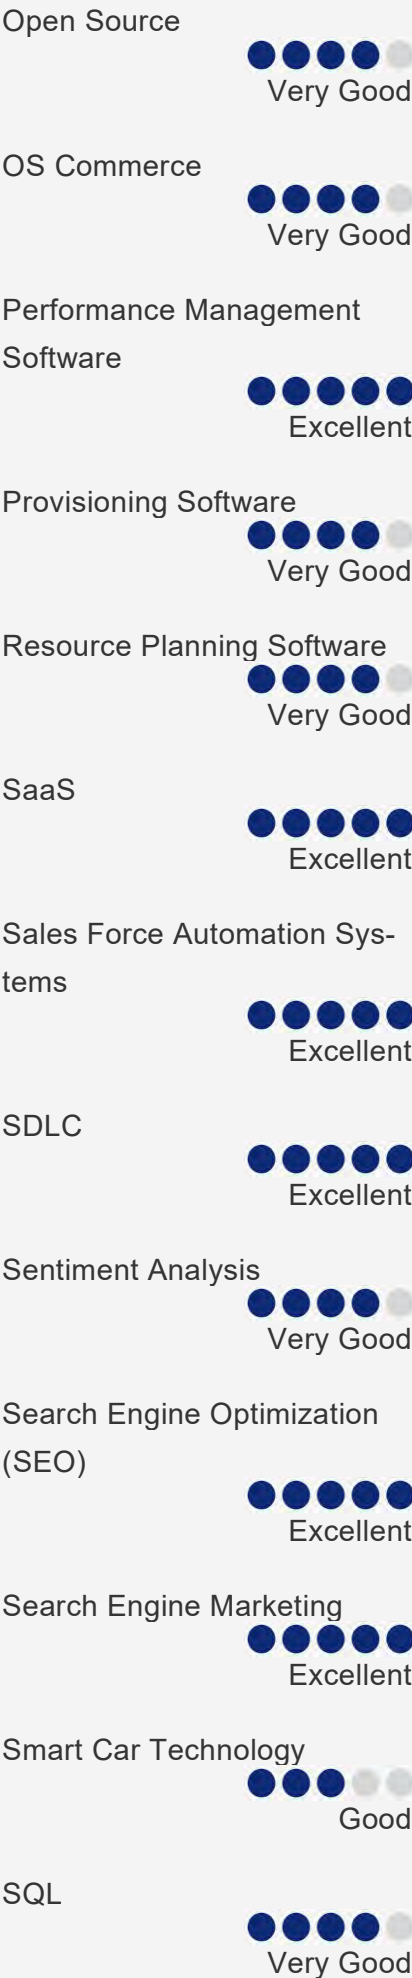 Open Source
Very Good
OS Commerce
Very Good
Performance Management
Software
Excellent
Provisioning Software
Very Good
Resource Planning Software
Very Good
SaaS
Excellent
Sales Force Automation Sys-
tems
Excellent
SDLC
Excellent
Sentiment Analysis
Very Good
Search Engine Optimization
(SEO)
Excellent
Search Engine Marketing
Excellent
Smart Car Technology
Good
SQL
Very Good